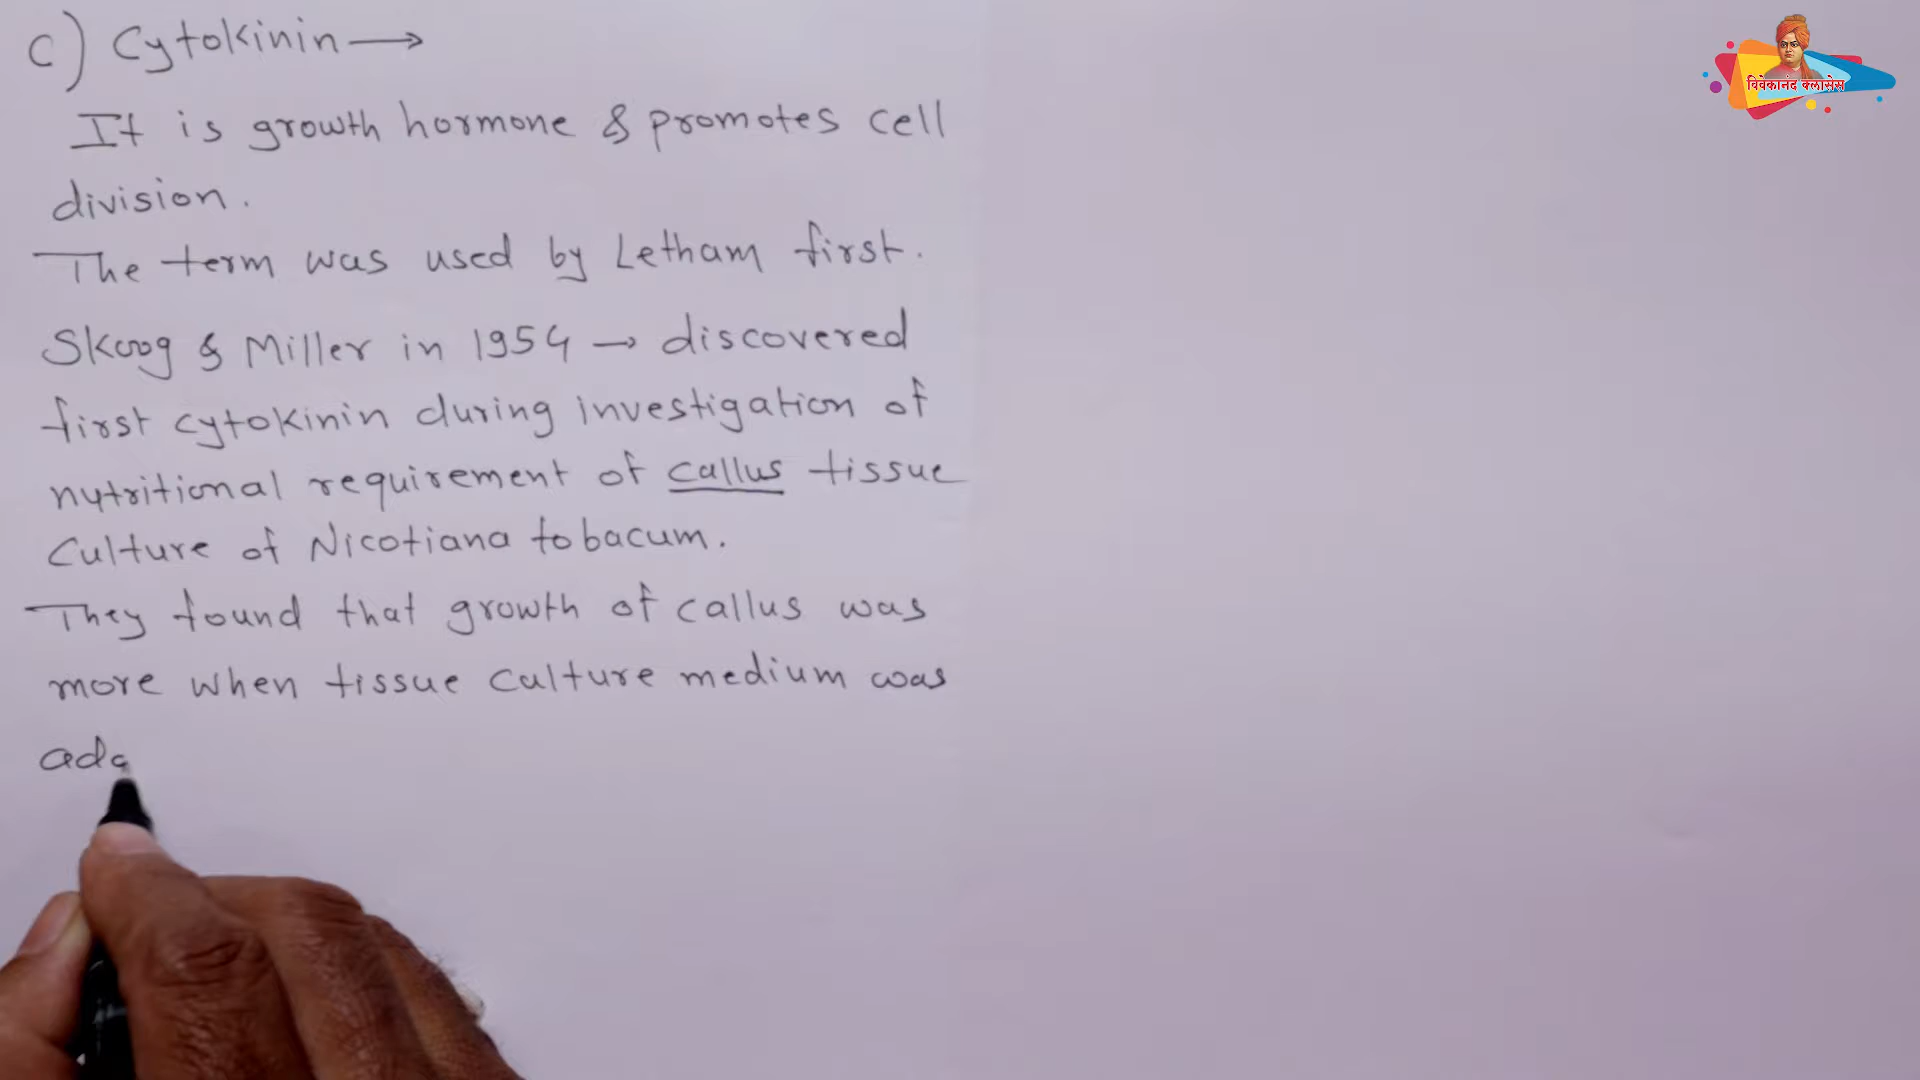 C) Cytokinin →
It is growth hormone & promotes cell
division.
The term was used by Letham first.
Skoog & Miller in 1954 → discovered
first cytokinin during investigation of
nutritional requirement of callus tissue
Culture of Nicotiana tobacum.
They found that growth of callus was
more when tissue culture medium was
add
विवेकानंद क्लासेस